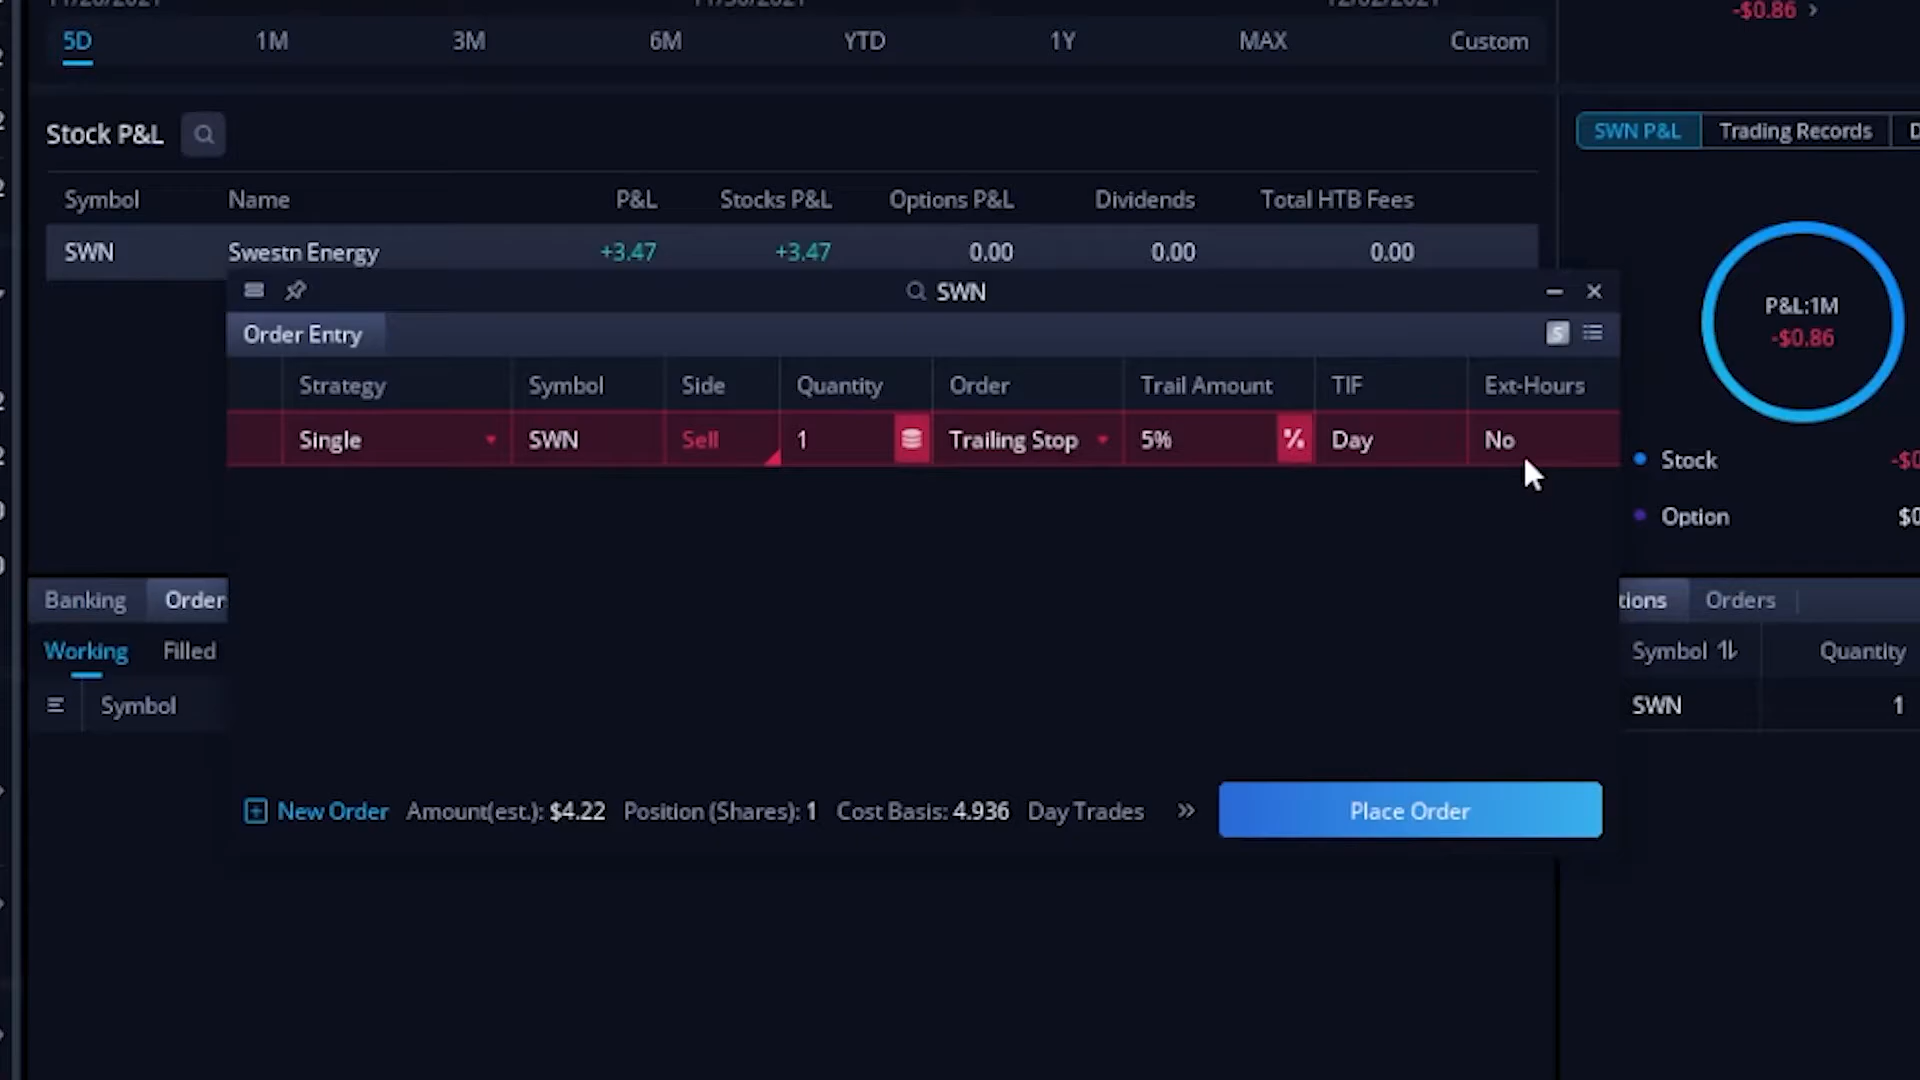 -$0.86
5D 1M 3M 6M YTD 1Y MAX Custom
Stock P&L
SWN P&L Trading Records
Symbol Name P&L Stocks P&L Options P&L Dividends Total HTB Fees
SWN Swestn Energy +3.47 +3.47 0.00 0.00 0.00
SWN
P&L:1M
-$0.86
Order Entry
Strategy Symbol Side Quantity Order Trail Amount TIF Ext-Hours
Single SWN Sell 1 Trailing Stop 5% % Day No
Stock
Option
Banking Order
Orders
Working Filled
Symbol Quantity
Symbol
SWN 1
New Order Amount(est.): $4.22 Position (Shares): 1 Cost Basis: 4.936 Day Trades » Place Order